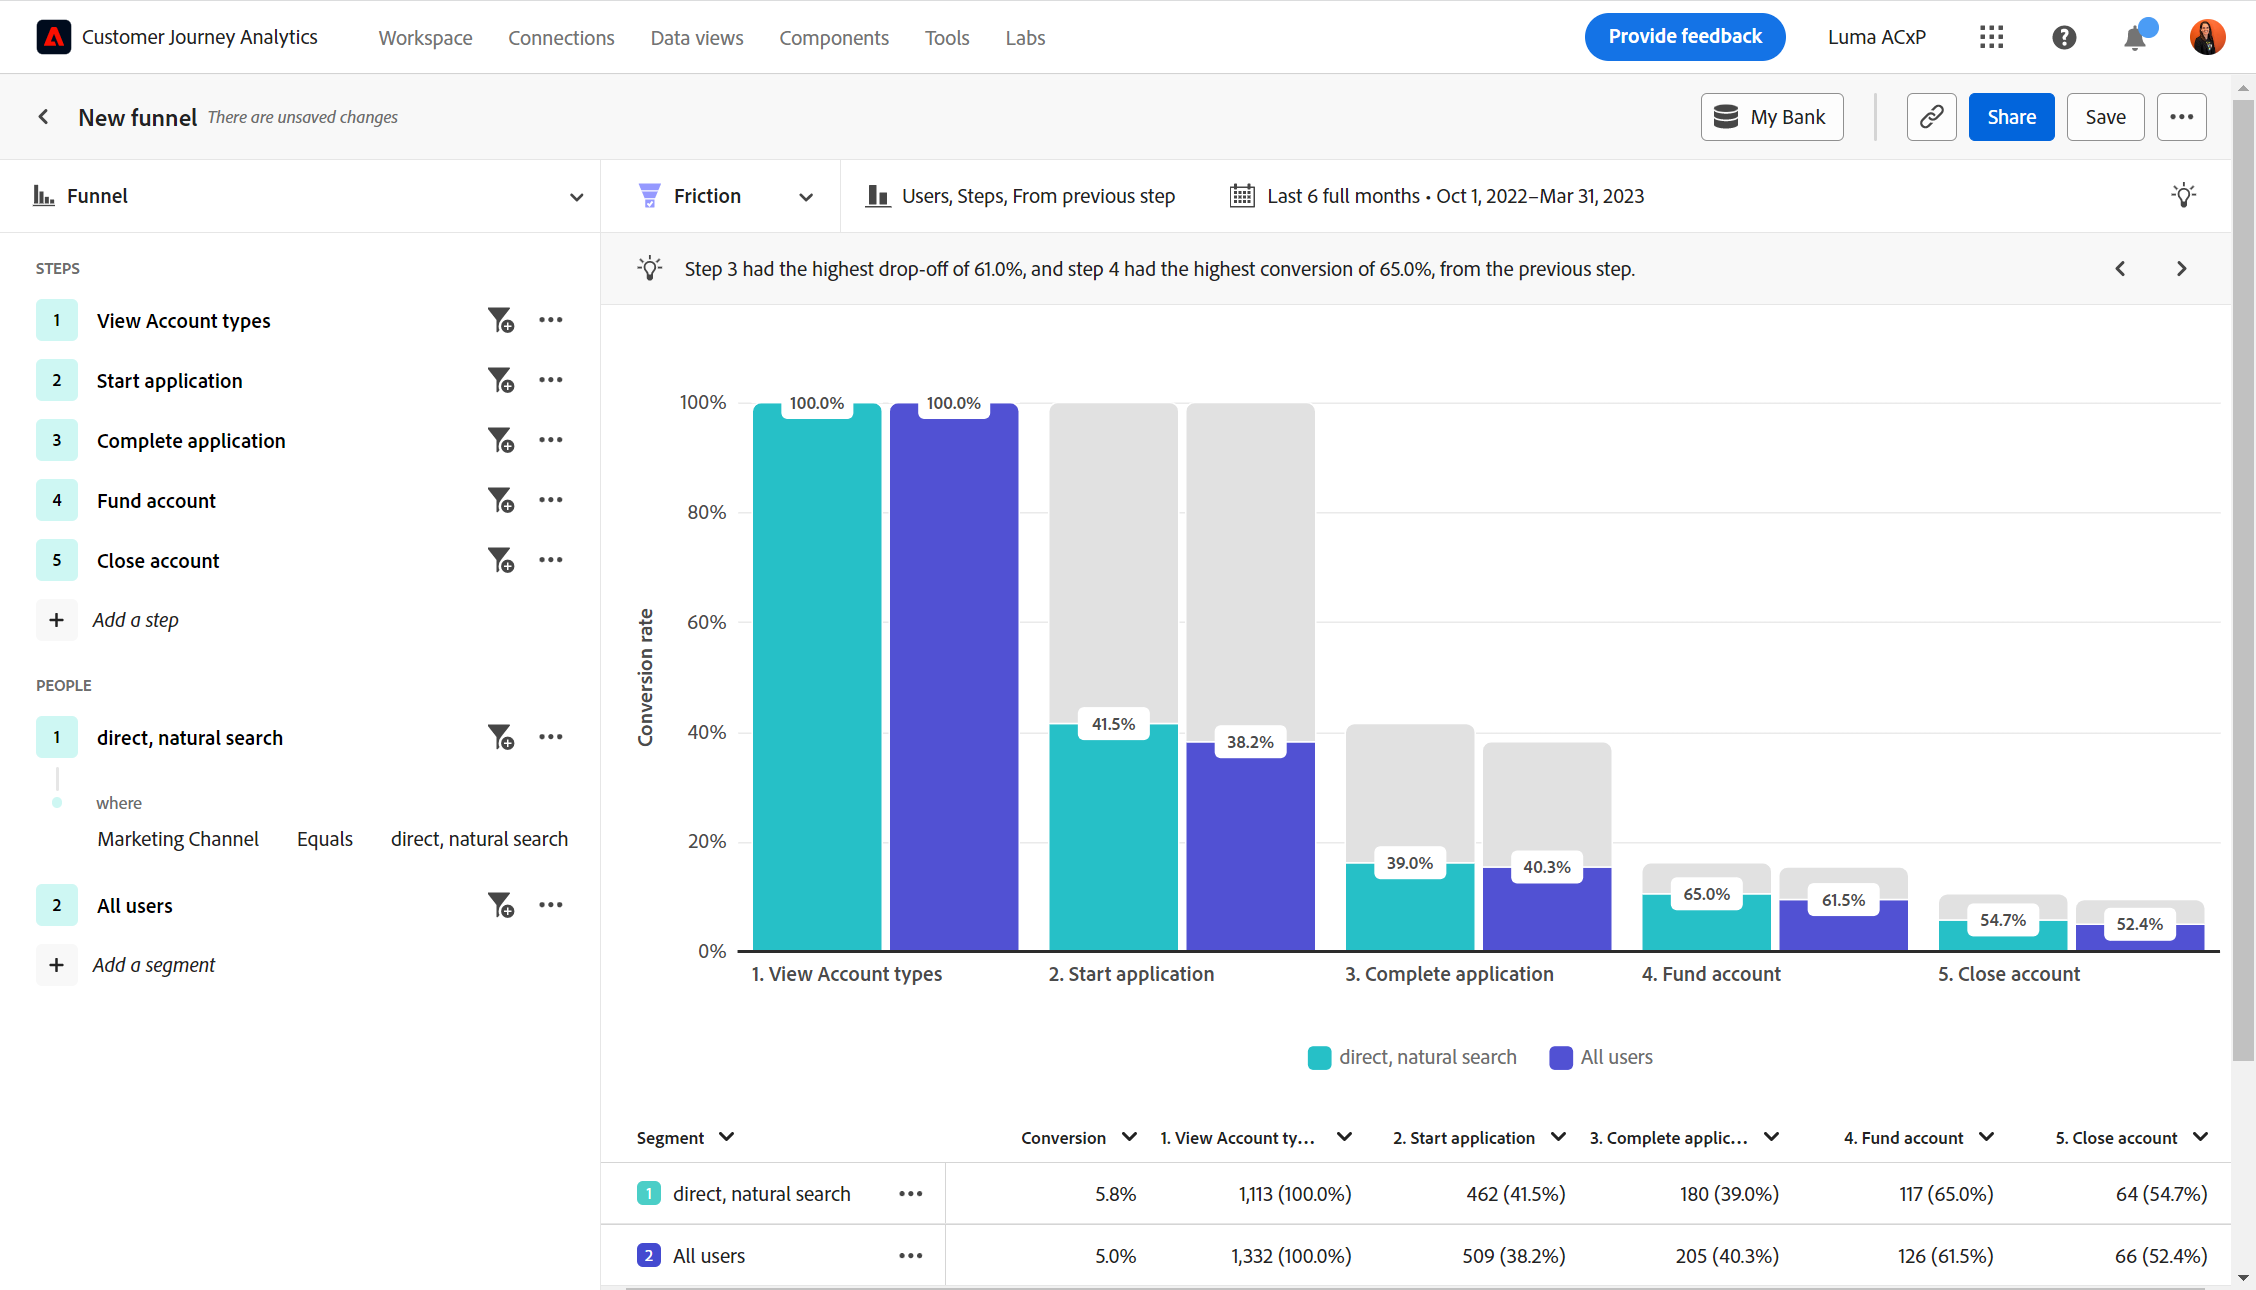 Customer Journey Analytics
Workspace
Connections
Data views
Components
Tools
Labs
Provide feedback
Luma ACxP
New funnel
There are unsaved changes
My Bank
Share
Save
Funnel
Friction
Users, Steps, From previous step
Last 6 full months • Oct 1, 2022–Mar 31, 2023
STEPS
1 View Account types
2 Start application
3 Complete application
4 Fund account
5 Close account
+ Add a step
PEOPLE
1 direct, natural search
where
Marketing Channel Equals direct, natural search
2 All users
+ Add a segment
Step 3 had the highest drop-off of 61.0%, and step 4 had the highest conversion of 65.0%, from the previous step.
Conversion rate
100%
80%
60%
40%
20%
0%
100.0%
100.0%
41.5%
38.2%
39.0%
40.3%
65.0%
61.5%
54.7%
52.4%
1. View Account types
2. Start application
3. Complete application
4. Fund account
5. Close account
direct, natural search
All users
Segment Conversion 1. View Account ty... 2. Start application 3. Complete applic... 4. Fund account 5. Close account
1 direct, natural search 5.8% 1,113 (100.0%) 462 (41.5%) 180 (39.0%) 117 (65.0%) 64 (54.7%)
2 All users 5.0% 1,332 (100.0%) 509 (38.2%) 205 (40.3%) 126 (61.5%) 66 (52.4%)